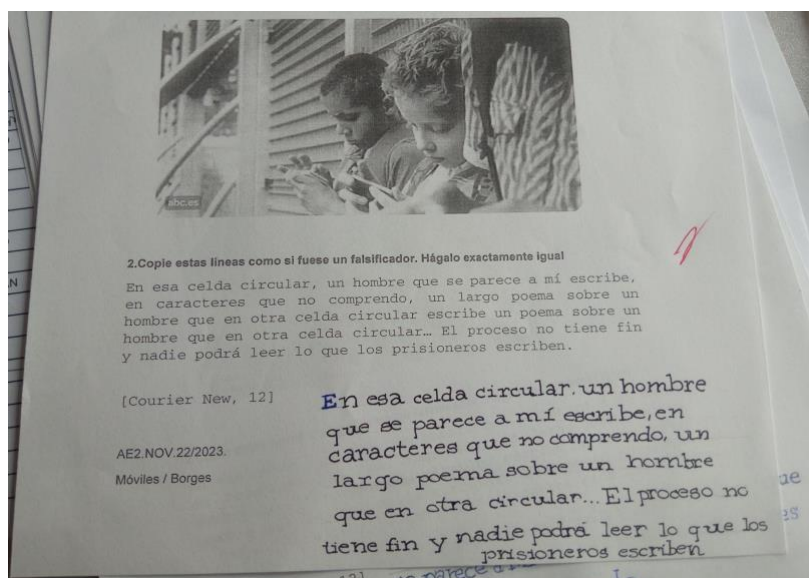 abc.es
2.Copie estas líneas como si fuese un falsificador. Hágalo exactamente igual
En esa celda circular, un hombre que se parece a mí escribe,
en caracteres que no comprendo, un largo poema sobre un
hombre que en otra celda circular escribe un poema sobre un
hombre que en otra celda circular… El proceso no tiene fin
y nadie podrá leer lo que los prisioneros escriben.
[Courier New, 12]
AE2.NOV.22/2023.
Móviles / Borges
En esa celda circular. un hombre
que se parece a mí escribe, en
caracteres que no comprendo, un
largo poema sobre un hombre
que en otra circular... El proceso no
tiene fin y nadie podrá leer lo que los
prisioneros escriben